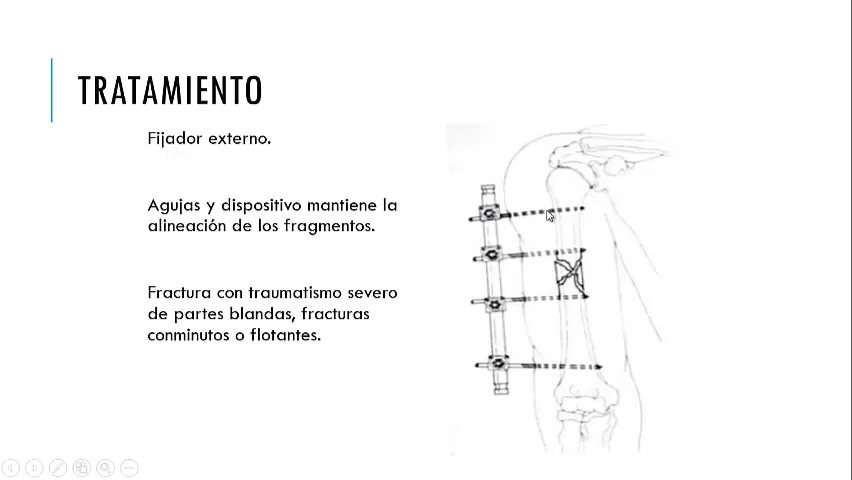 TRATAMIENTO
Fijador externo.
Agujas y dispositivo mantiene la
alineación de los fragmentos.
Fractura con traumatismo severo
de partes blandas, fracturas
conminutos o flotantes.